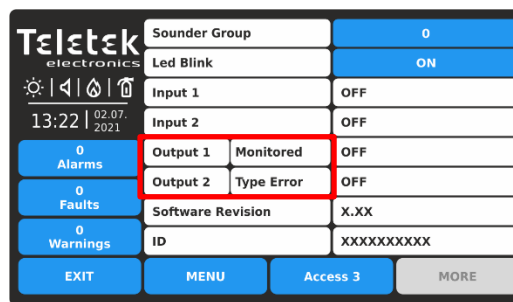 Teletek
electronics
13:22 | 02.07.
2021
0
Alarms
0
Faults
0
Warnings
Sounder Group 0
Led Blink ON
Input 1 OFF
Input 2 OFF
Output 1 Monitored OFF
Output 2 Type Error OFF
Software Revision X.XX
ID XXXXXXXXXX
EXIT MENU Access 3 MORE